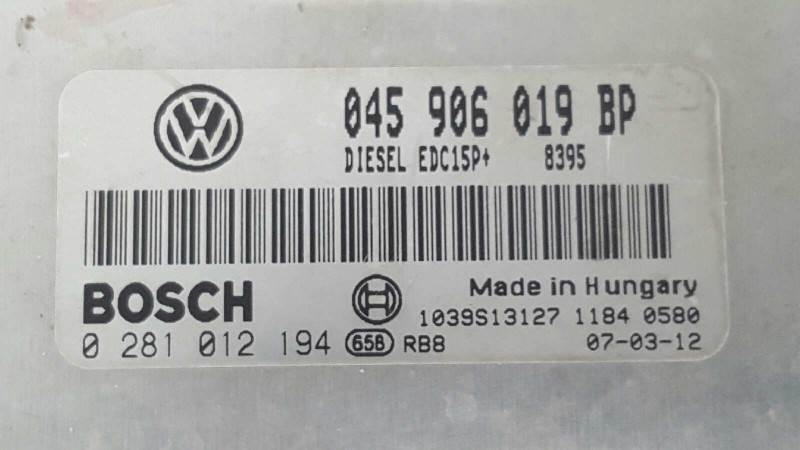 045 906 019 BP
DIESEL EDC15P+ 8395
BOSCH
Made in Hungary
1039S13127 1184 0580
0 281 012 194 65B RB8 07-03-12